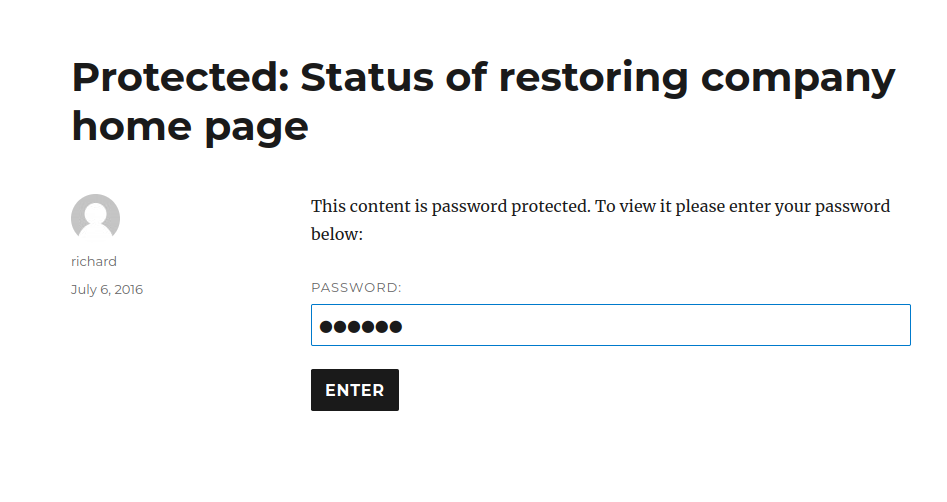 Protected: Status of restoring company
home page
richard
July 6, 2016
This content is password protected. To view it please enter your password
below:
PASSWORD:
●●●●●●
ENTER